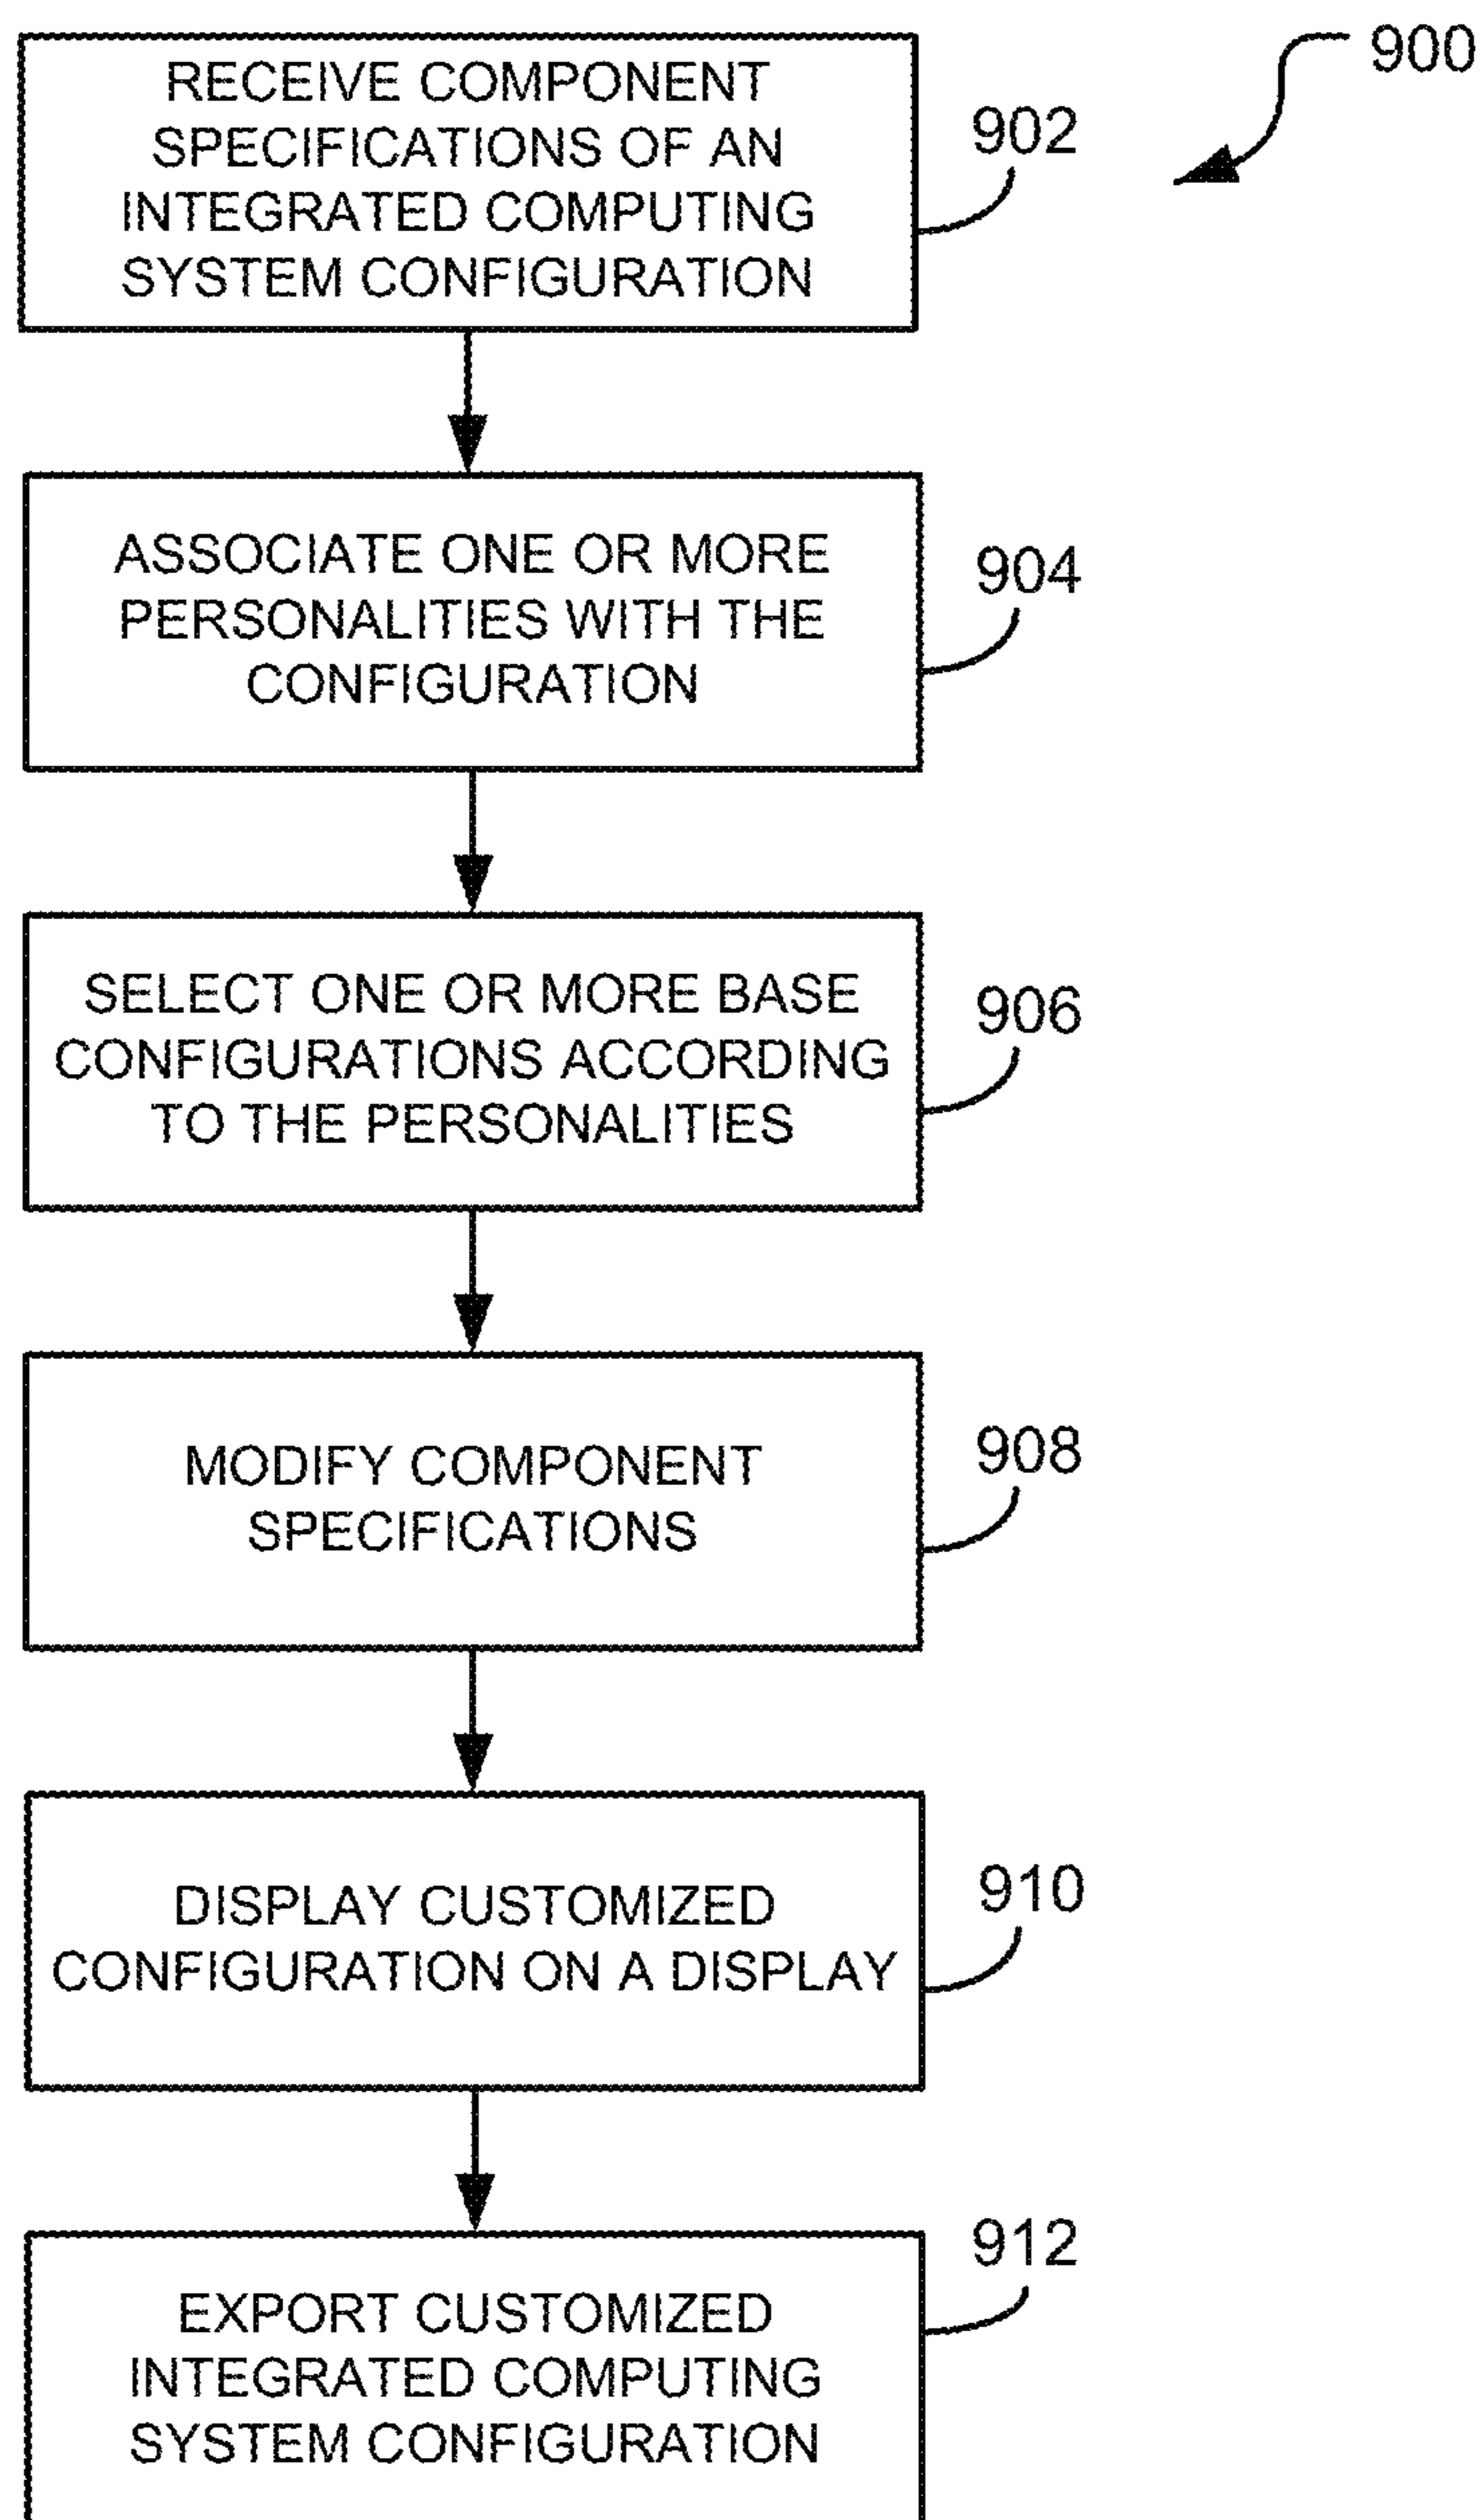 900
RECEIVE COMPONENT
SPECIFICATIONS OF AN
INTEGRATED COMPUTING
SYSTEM CONFIGURATION
902
ASSOCIATE ONE OR MORE
PERSONALITIES WITH THE
CONFIGURATION
904
SELECT ONE OR MORE BASE
CONFIGURATIONS ACCORDING
TO THE PERSONALITIES
906
MODIFY COMPONENT
SPECIFICATIONS
908
DISPLAY CUSTOMIZED
CONFIGURATION ON A DISPLAY
910
EXPORT CUSTOMIZED
INTEGRATED COMPUTING
SYSTEM CONFIGURATION
912